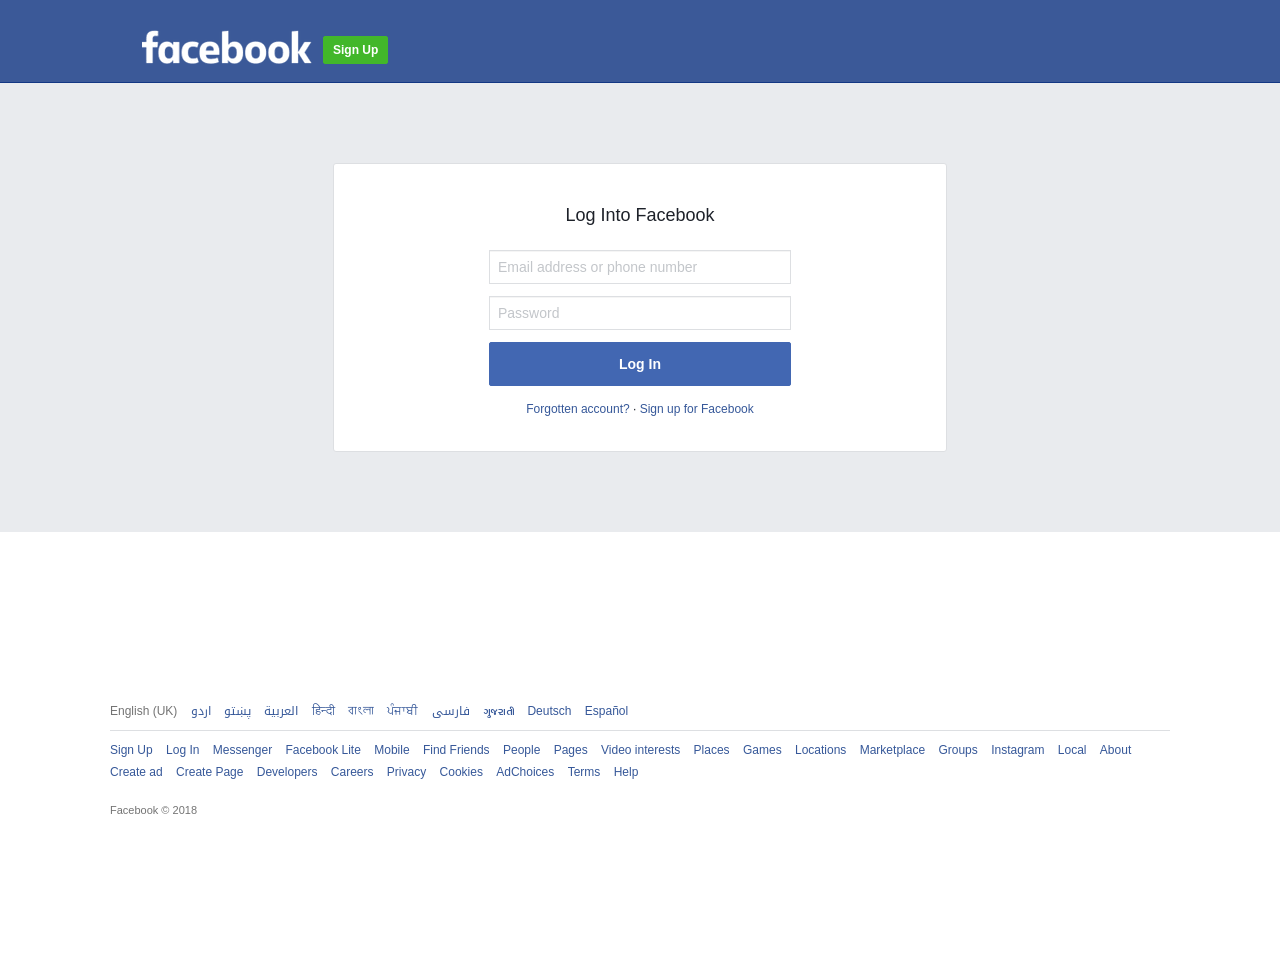 facebook Sign Up
Log Into Facebook
Email address or phone number
Password
Log In
Forgotten account? · Sign up for Facebook
English (UK) اردو پښتو العربية हिन्दी বাংলা ਪੰਜਾਬੀ فارسی ગુજરાતી Deutsch Español
Sign Up Log In Messenger Facebook Lite Mobile Find Friends People Pages Video interests Places Games Locations Marketplace Groups Instagram Local About
Create ad Create Page Developers Careers Privacy Cookies AdChoices Terms Help
Facebook © 2018